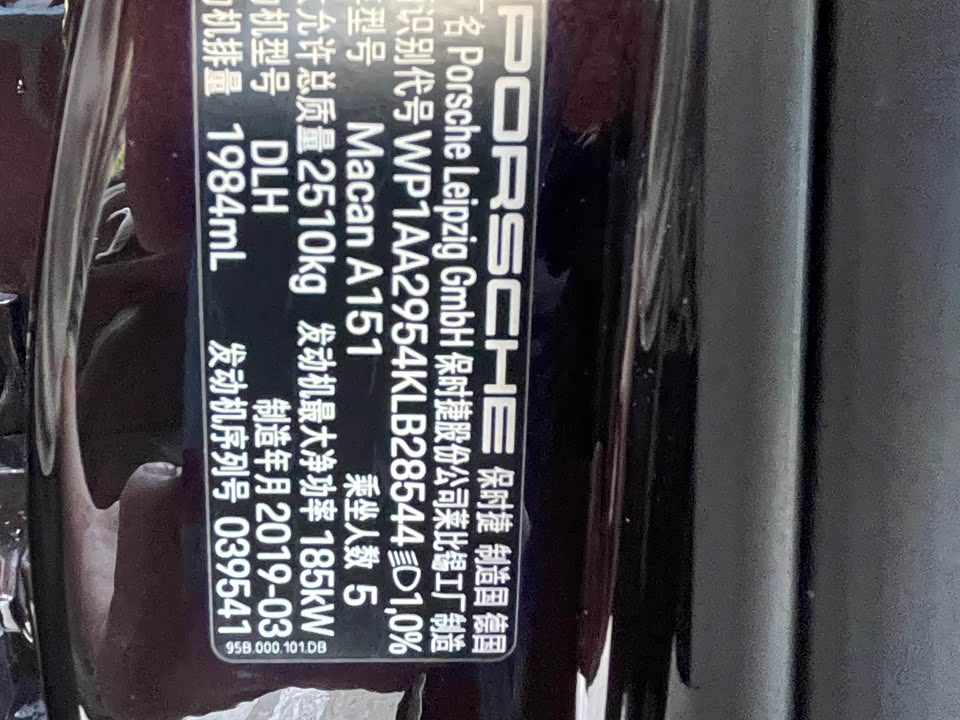 PORSCHE 保时捷 制造国 德国
厂名 Porsche Leipzig GmbH 保时捷股份公司莱比锡工厂制造
识别代号 WP1AA2954KLB28544 1,0%
型号 Macan A151 乘坐人数 5
允许总质量 2510kg 发动机最大净功率 185kW
机型号 DLH 制造年月 2019-03
机排量 1984mL 发动机序列号 039541
95B.000.101.DB